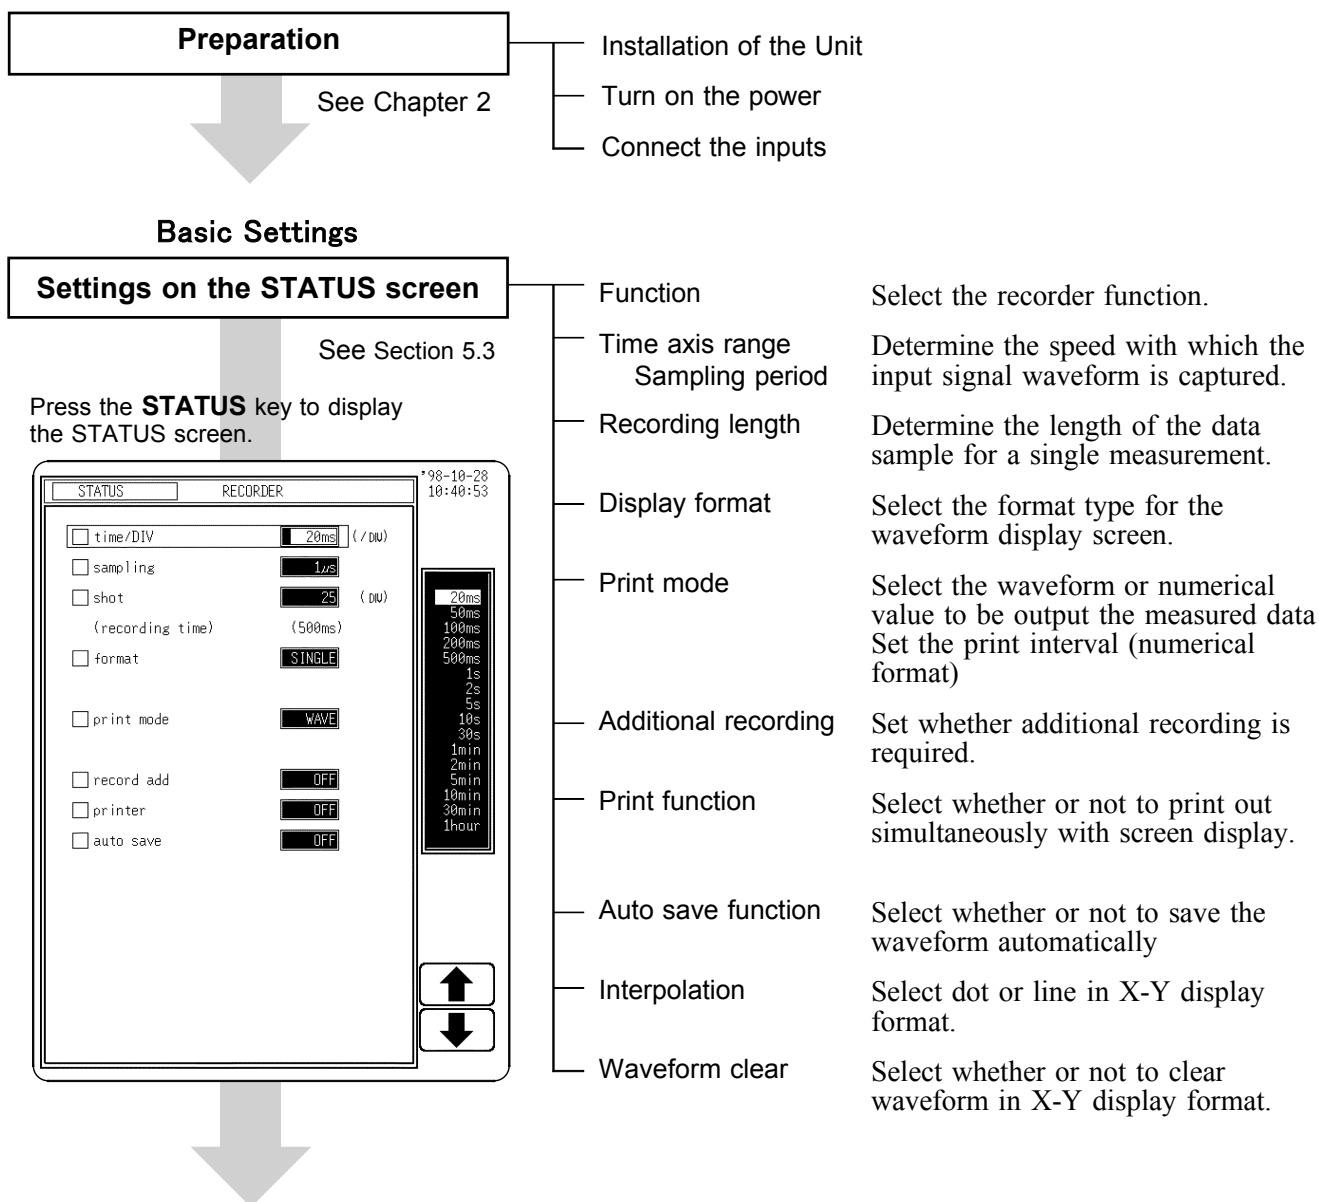 Preparation
Installation of the Unit
See Chapter 2
Turn on the power
Connect the inputs
Basic Settings
Settings on the STATUS screen
See Section 5.3
Press the STATUS key to display
the STATUS screen.
Function
Select the recorder function.
Time axis range
Sampling period
Determine the speed with which the
input signal waveform is captured.
Recording length
Determine the length of the data
sample for a single measurement.
Display format
Select the format type for the
waveform display screen.
Print mode
Select the waveform or numerical
value to be output the measured data
Set the print interval (numerical
format)
Additional recording
Set whether additional recording is
required.
Print function
Select whether or not to print out
simultaneously with screen display.
Auto save function
Select whether or not to save the
waveform automatically
Interpolation
Select dot or line in X-Y display
format.
Waveform clear
Select whether or not to clear
waveform in X-Y display format.
STATUS RECORDER
'98-10-28
10:40:53
time/DIV 20ms (/DIV)
sampling 1μs
shot 25 (DIV)
(recording time) (500ms)
format SINGLE
print mode WAVE
record add OFF
printer OFF
auto save OFF
20ms
50ms
100ms
200ms
500ms
1s
2s
5s
10s
30s
1min
2min
5min
10min
30min
1hour